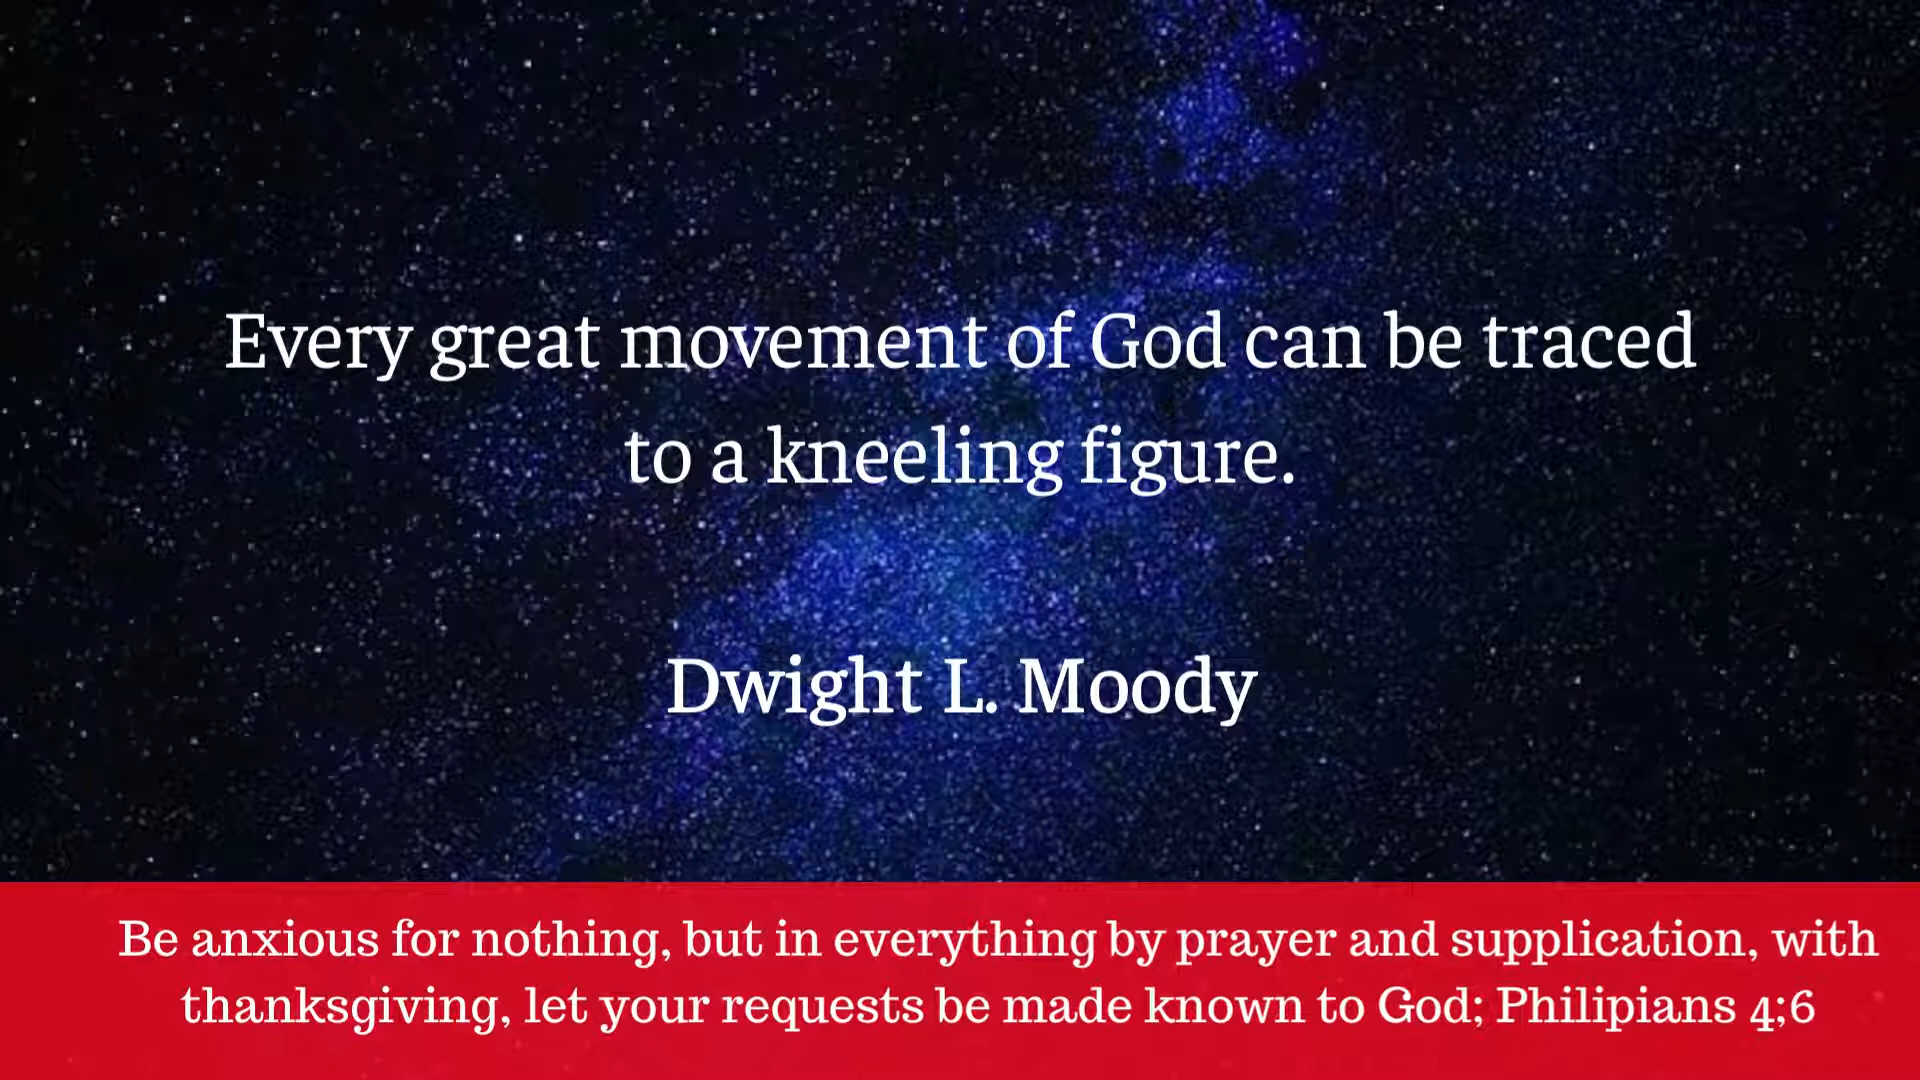 Every great movement of God can be traced
to a kneeling figure.
Dwight L. Moody
Be anxious for nothing, but in everything by prayer and supplication, with
thanksgiving, let your requests be made known to God; Philipians 4;6